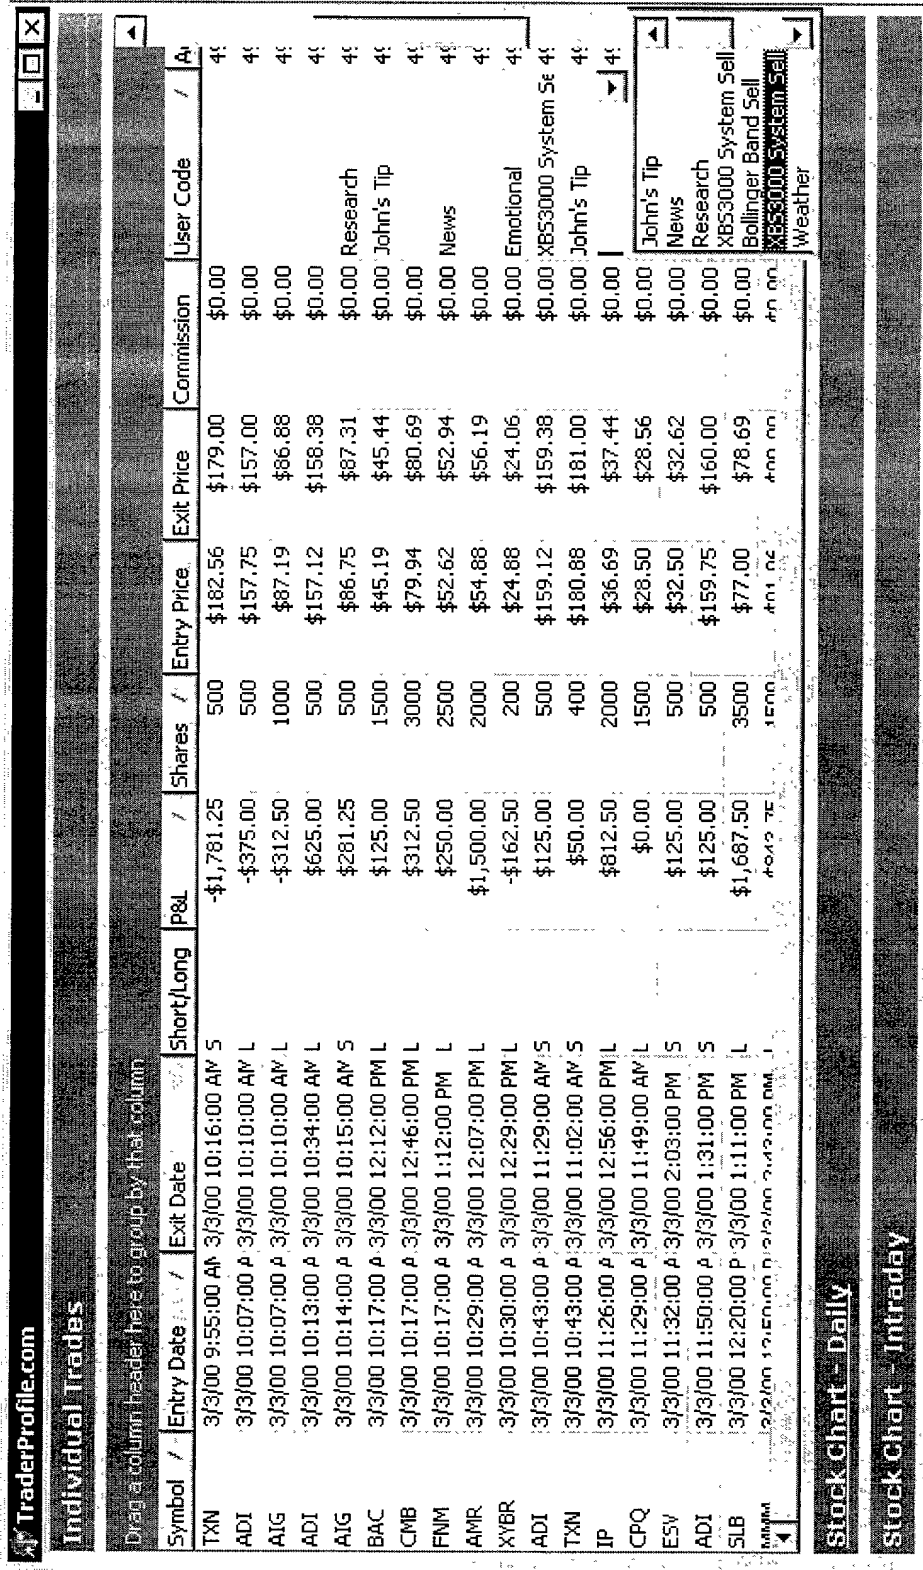 TraderProfile.com
Individual Trades
Drag a column header here to group by that column
Symbol / Entry Date / Exit Date Short/Long P&L / Shares / Entry Price Exit Price Commission User Code / A
TXN 3/3/00 9:55:00 AM 3/3/00 10:16:00 AM S -$1,781.25 500 $182.56 $179.00 $0.00 49
ADI 3/3/00 10:07:00 A 3/3/00 10:10:00 AM L -$375.00 500 $157.75 $157.00 $0.00 49
AIG 3/3/00 10:07:00 A 3/3/00 10:10:00 AM L -$312.50 1000 $87.19 $86.88 $0.00 49
ADI 3/3/00 10:13:00 A 3/3/00 10:34:00 AM L $625.00 500 $157.12 $158.38 $0.00 49
AIG 3/3/00 10:14:00 A 3/3/00 10:15:00 AM S $281.25 500 $86.75 $87.31 $0.00 Research 49
BAC 3/3/00 10:17:00 A 3/3/00 12:12:00 PM L $125.00 1500 $45.19 $45.44 $0.00 John's Tip 49
CMB 3/3/00 10:17:00 A 3/3/00 12:46:00 PM L $312.50 3000 $79.94 $80.69 $0.00 49
FNM 3/3/00 10:17:00 A 3/3/00 1:12:00 PM L $250.00 2500 $52.62 $52.94 $0.00 News 49
AMR 3/3/00 10:29:00 A 3/3/00 12:07:00 PM L $1,500.00 2000 $54.88 $56.19 $0.00 49
XYBR 3/3/00 10:30:00 A 3/3/00 12:29:00 PM L -$162.50 200 $24.88 $24.06 $0.00 Emotional 49
ADI 3/3/00 10:43:00 A 3/3/00 11:29:00 AM S $125.00 500 $159.12 $159.38 $0.00 XBS3000 System Se 49
TXN 3/3/00 10:43:00 A 3/3/00 11:02:00 AM S $50.00 400 $180.88 $181.00 $0.00 John's Tip 49
IP 3/3/00 11:26:00 A 3/3/00 12:56:00 PM L $812.50 2000 $36.69 $37.44 $0.00 49
CPQ 3/3/00 11:29:00 A 3/3/00 11:49:00 AM L $0.00 1500 $28.50 $28.56 $0.00 John's Tip
ESV 3/3/00 11:32:00 A 3/3/00 2:03:00 PM S $125.00 500 $32.50 $32.62 $0.00 News
ADI 3/3/00 11:50:00 A 3/3/00 1:31:00 PM S $125.00 500 $159.75 $160.00 $0.00 Research
XBS3000 System Sell
SLB 3/3/00 12:20:00 P 3/3/00 1:11:00 PM L $1,687.50 3500 $77.00 $78.69 $0.00 Bollinger Band Sell
XBS3000 System Sell
Weather
Stock Chart - Daily
Stock Chart - Intraday